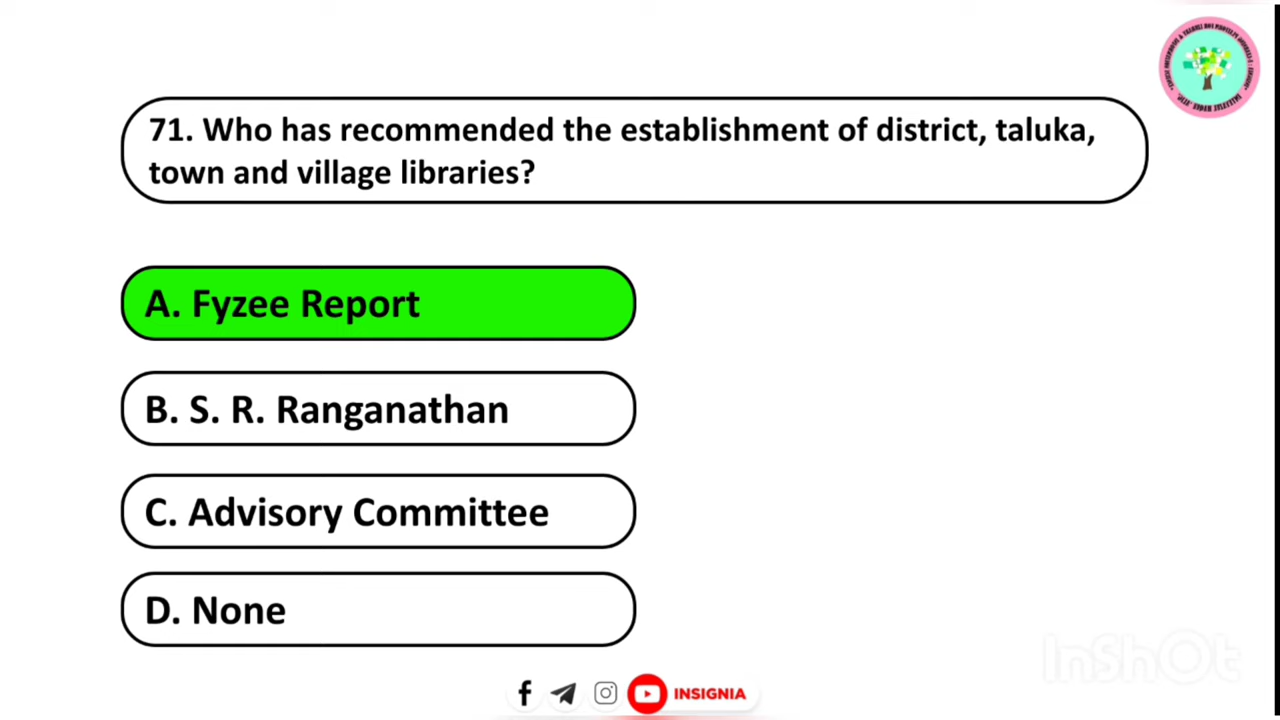 71. Who has recommended the establishment of district, taluka,
town and village libraries?
A. Fyzee Report
B. S. R. Ranganathan
C. Advisory Committee
D. None
INSIGNIA
InShOt